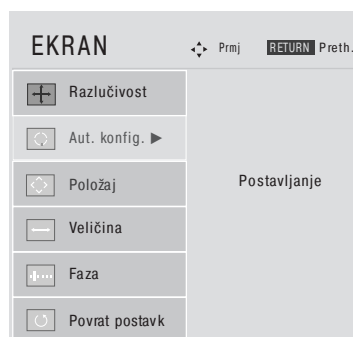 EKRAN
Prmj RETURN Preth.
Razlučivost
Aut. konfig. ▶
Položaj
Postavljanje
Veličina
Faza
Povrat postavk